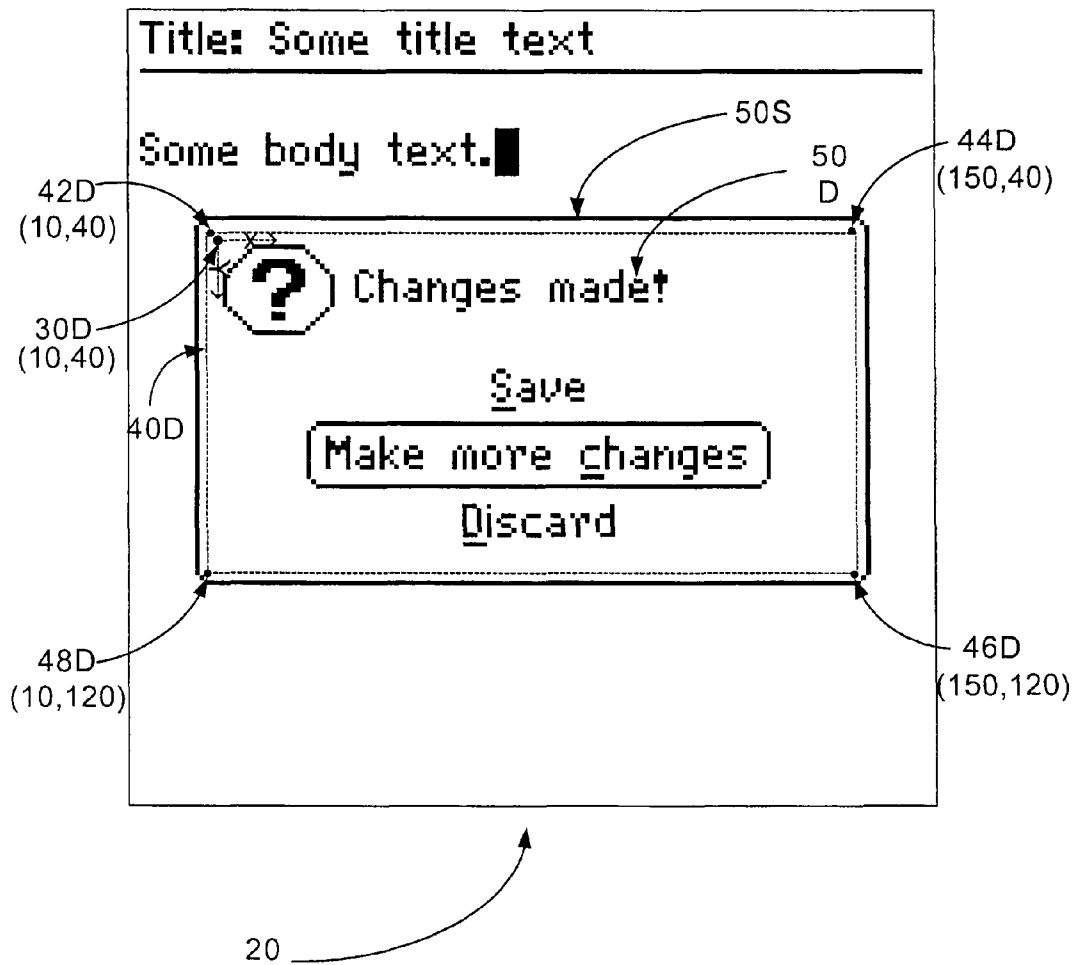 Title: Some title text
50S
Some body text.
50
D
44D
(150,40)
42D
(10,40)
X
Y
? Changes made!
30D
(10,40)
40D
Save
Make more changes
Discard
48D
(10,120)
46D
(150,120)
20